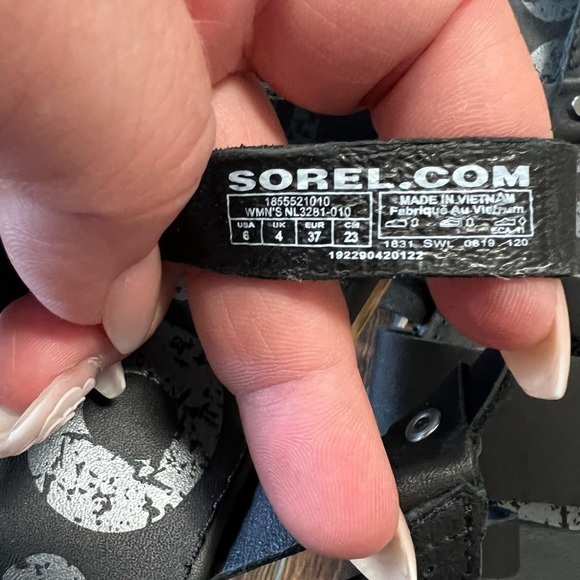 SOREL.COM
1855521010
WMN'S NL3281-010
USA UK EUR CM
6 4 37 23
MADE IN VIETNAM
Fabriqué Au Vietnam
1831 SWL 0819 120
192290420122